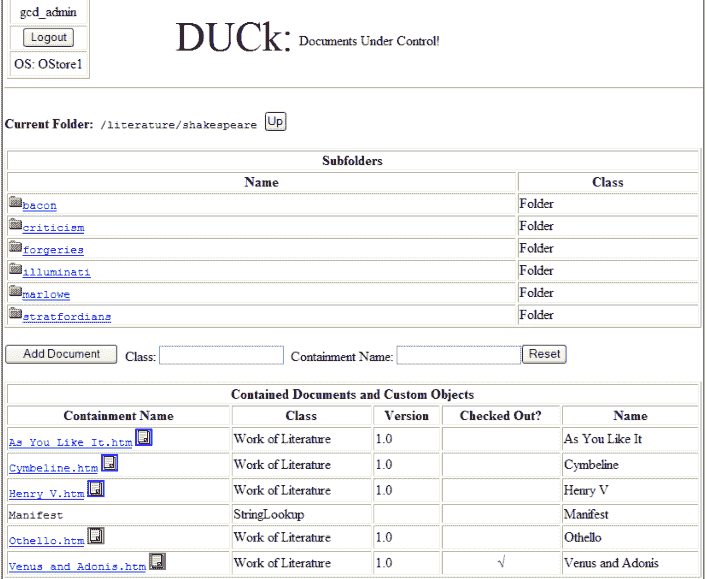 gcd_admin
Logout
OS: OStore1
DUCk: Documents Under Control!
Current Folder: /literature/shakespeare Up
Subfolders
Name Class
bacon Folder
criticism Folder
forgeries Folder
illuminati Folder
marlowe Folder
stratfordians Folder
Add Document Class: Containment Name: Reset
Contained Documents and Custom Objects
Containment Name Class Version Checked Out? Name
As You Like It.htm Work of Literature 1.0 As You Like It
Cymbeline.htm Work of Literature 1.0 Cymbeline
Henry V.htm Work of Literature 1.0 Henry V
Manifest StringLookup Manifest
Othello.htm Work of Literature 1.0 Othello
Venus and Adonis.htm Work of Literature 1.0 √ Venus and Adonis